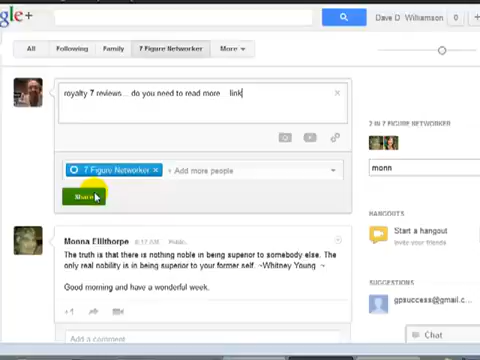 gle+
Dave D Williamson 0
All Following Family 7 Figure Networker More
royalty 7 reviews... do you need to read more... link
7 Figure Networker × + Add more people
Share
7 IN 7 FIGURE NETWORKER
monn
HANGOUTS
Start a hangout
Invite your friends
SUGGESTIONS
gpsuccess@gmail.c...
Monna Ellithorpe 8:12 AM Public
The truth is that there is nothing noble in being superior to somebody else. The
only real nobility is in being superior to your former self. ~Whitney Young ~
Good morning and have a wonderful week.
+1
Add a comment...
Chat